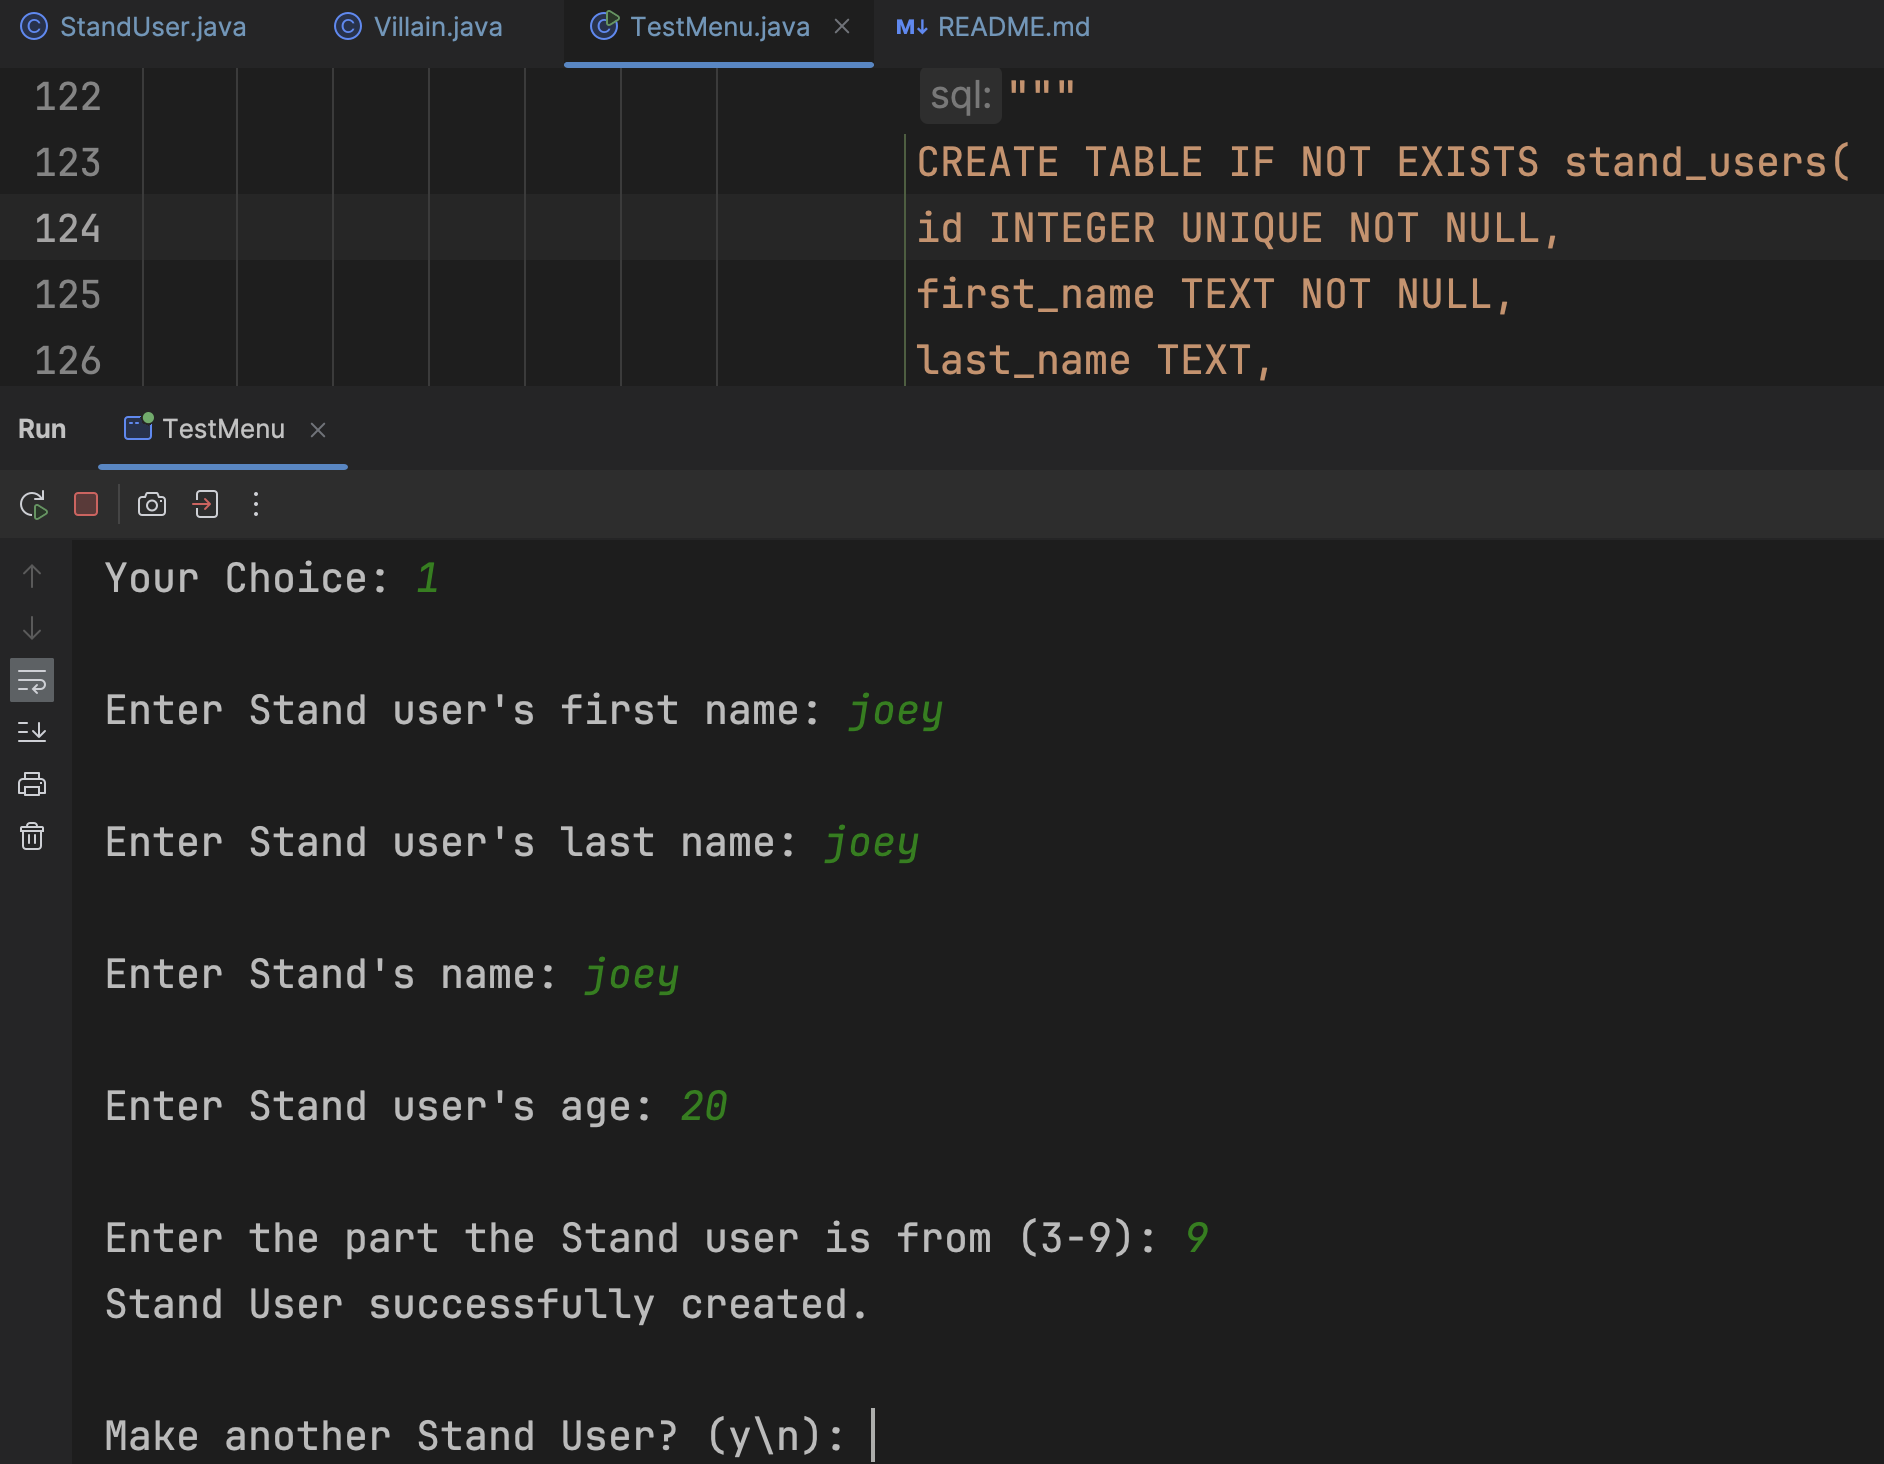 StandUser.java Villain.java TestMenu.java README.md
122 sql: """
123 CREATE TABLE IF NOT EXISTS stand_users(
124 id INTEGER UNIQUE NOT NULL,
125 first_name TEXT NOT NULL,
126 last_name TEXT,
Run TestMenu
Your Choice: 1
Enter Stand user's first name: joey
Enter Stand user's last name: joey
Enter Stand's name: joey
Enter Stand user's age: 20
Enter the part the Stand user is from (3-9): 9
Stand User successfully created.
Make another Stand User? (y\n):